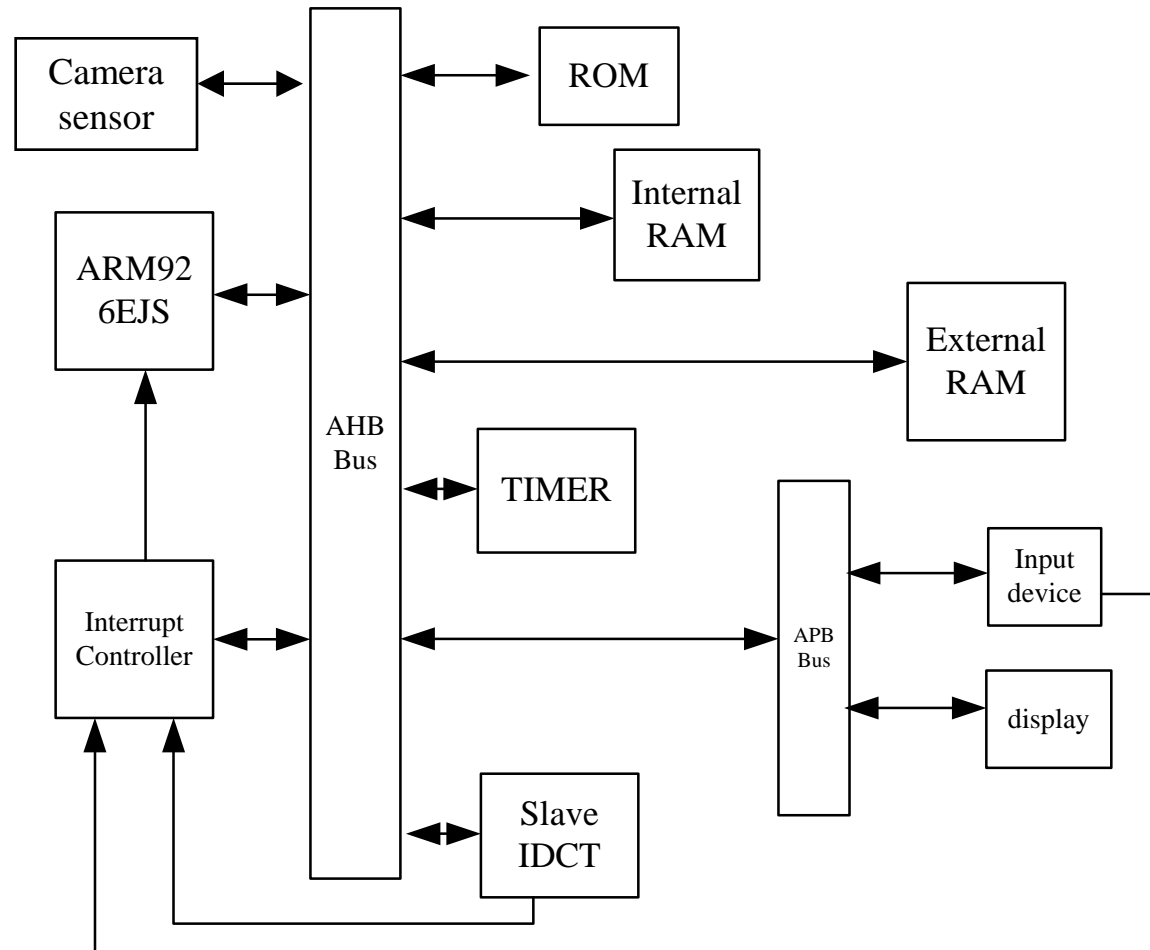 Camera
sensor
ROM
Internal
RAM
ARM92
6EJS
External
RAM
AHB
Bus
TIMER
Input
device
Interrupt
Controller
APB
Bus
display
Slave
IDCT